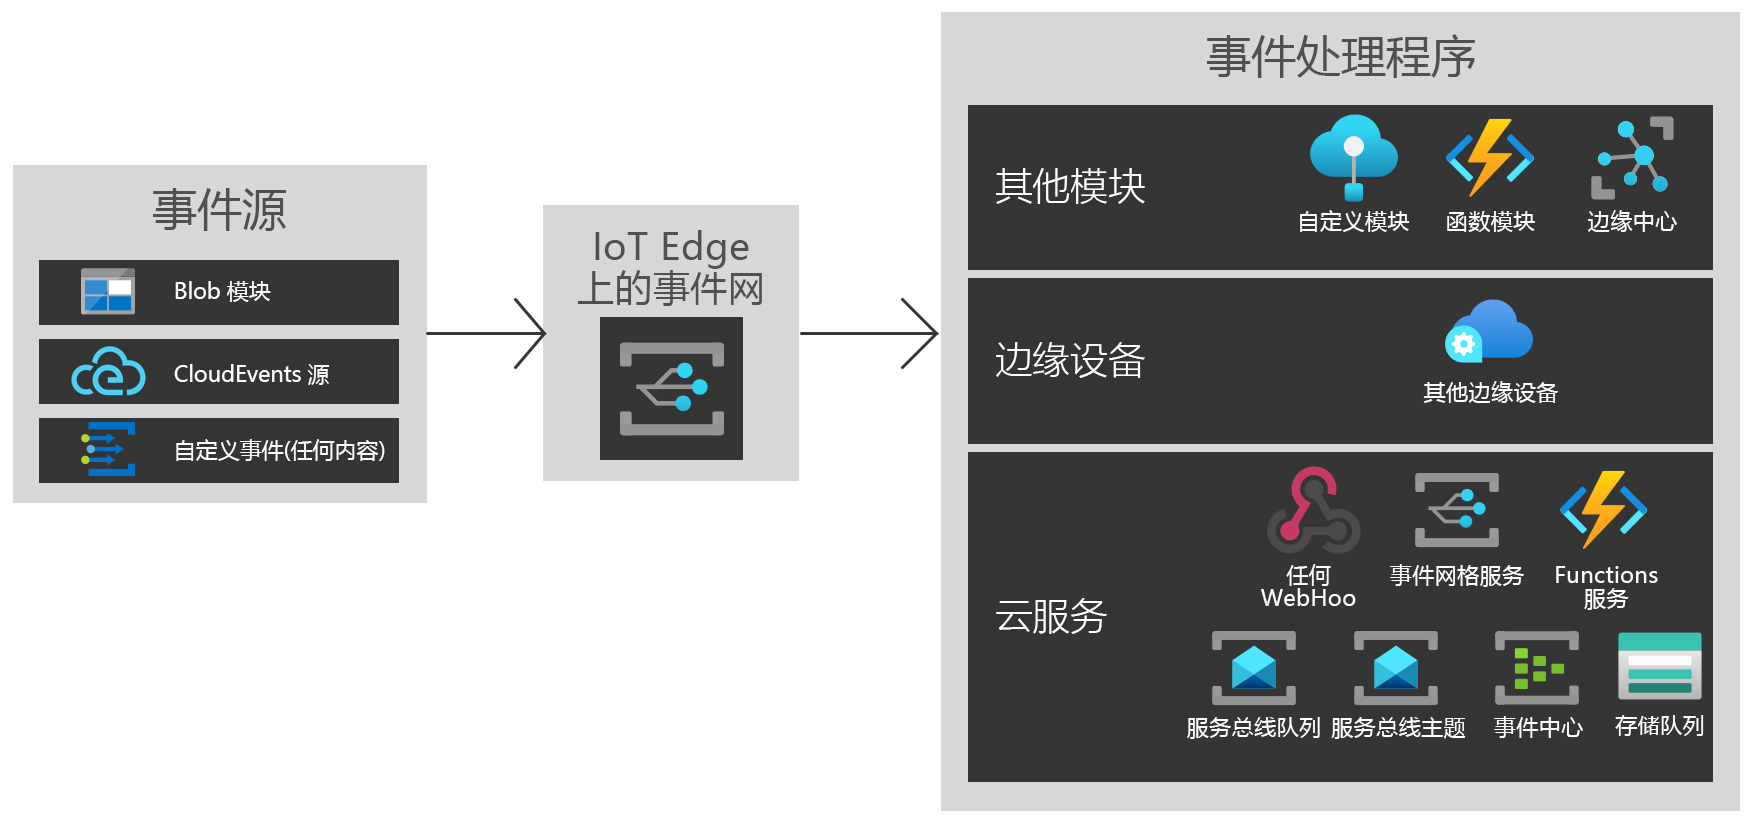 事件源
Blob 模块
CloudEvents 源
自定义事件(任何内容)
IoT Edge
上的事件网
事件处理程序
其他模块
自定义模块
函数模块
边缘中心
边缘设备
其他边缘设备
云服务
任何
WebHoo
事件网格服务
Functions
服务
服务总线队列
服务总线主题
事件中心
存储队列